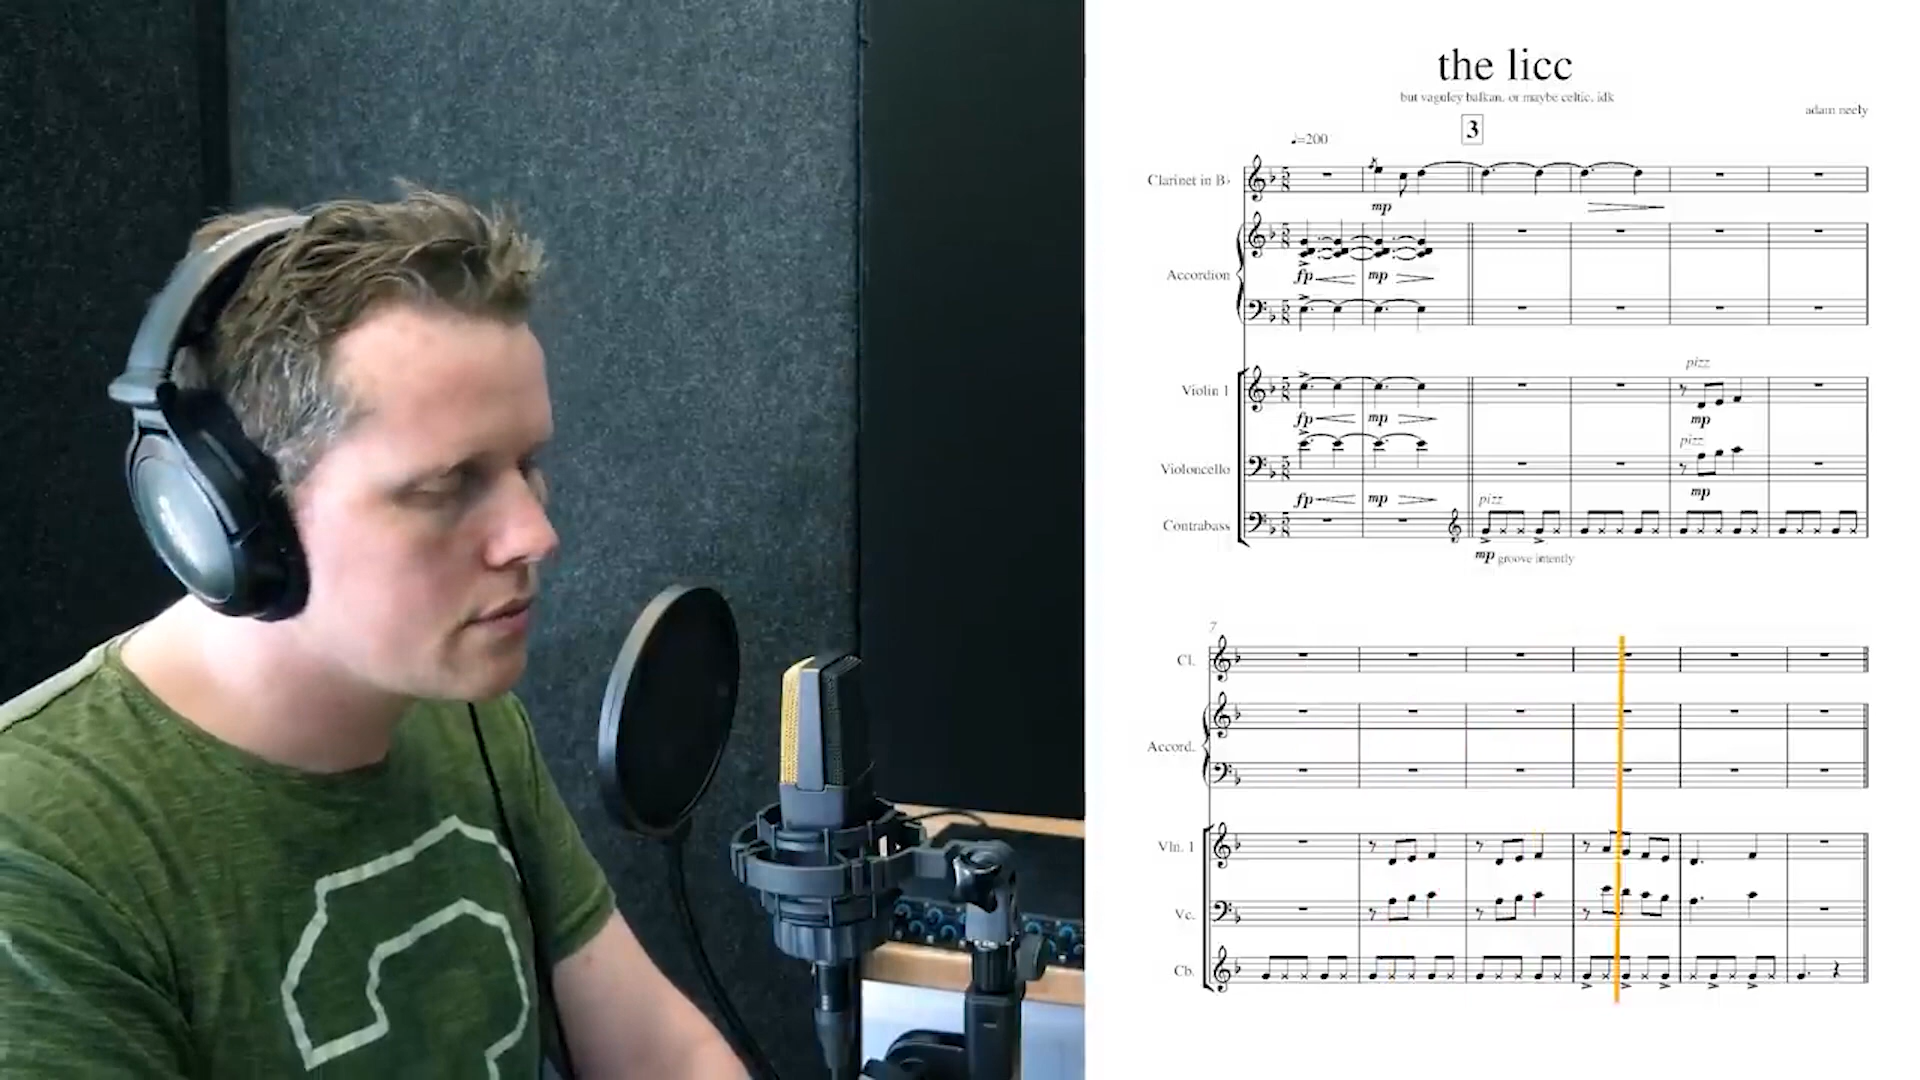 the licc
but vaguley balkan. or maybe celtic. idk
adam neely
3
♩=200
Clarinet in B♭
mp
Accordion
fp mp
pizz
Violin 1
fp mp mp
pizz
Violoncello
mp
fp mp pizz
Contrabass
mp groove intently
7
Cl.
Accord.
Vln. 1
Vc.
Cb.